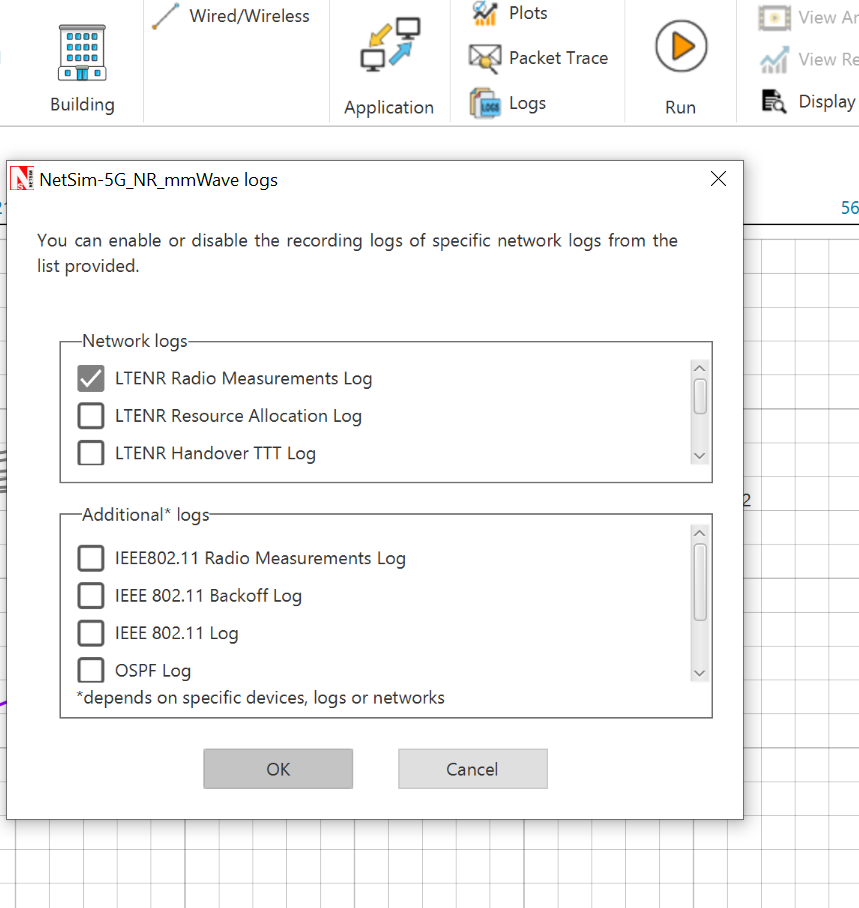 Wired/Wireless
Building
Application
Plots
Packet Trace
Logs
LOGS
Run
View Ar
View Re
Display
NetSim-5G_NR_mmWave logs
56
You can enable or disable the recording logs of specific network logs from the
list provided.
Network logs
LTENR Radio Measurements Log
LTENR Resource Allocation Log
LTENR Handover TTT Log
2
Additional* logs
IEEE802.11 Radio Measurements Log
IEEE 802.11 Backoff Log
IEEE 802.11 Log
OSPF Log
*depends on specific devices, logs or networks
OK
Cancel